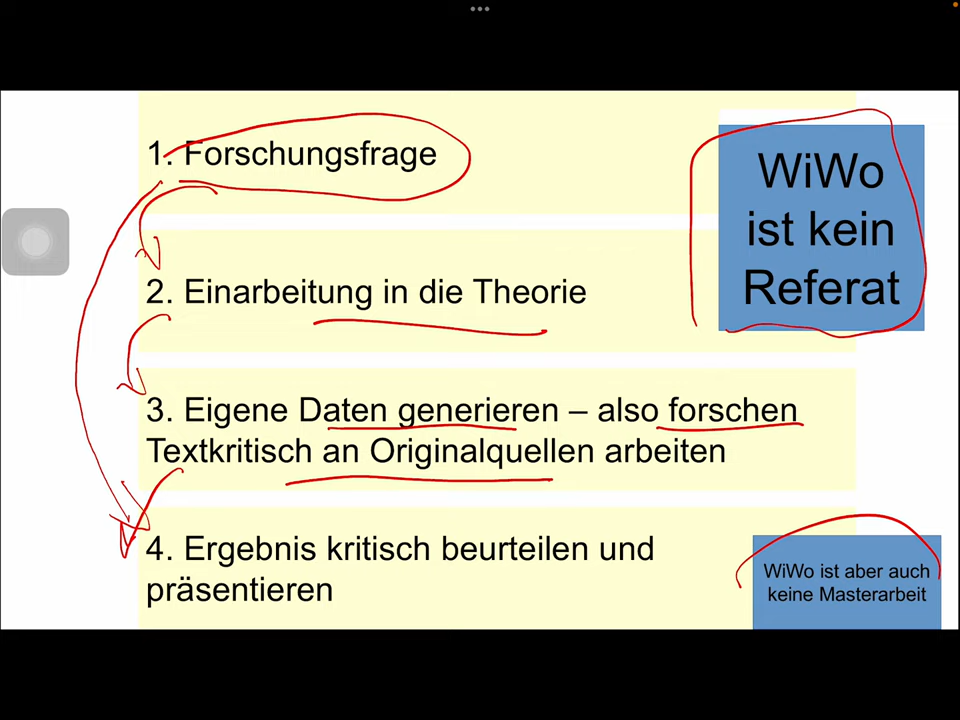 1. Forschungsfrage
WiWo
ist kein
Referat
2. Einarbeitung in die Theorie
3. Eigene Daten generieren – also forschen
Textkritisch an Originalquellen arbeiten
4. Ergebnis kritisch beurteilen und
präsentieren
WiWo ist aber auch
keine Masterarbeit